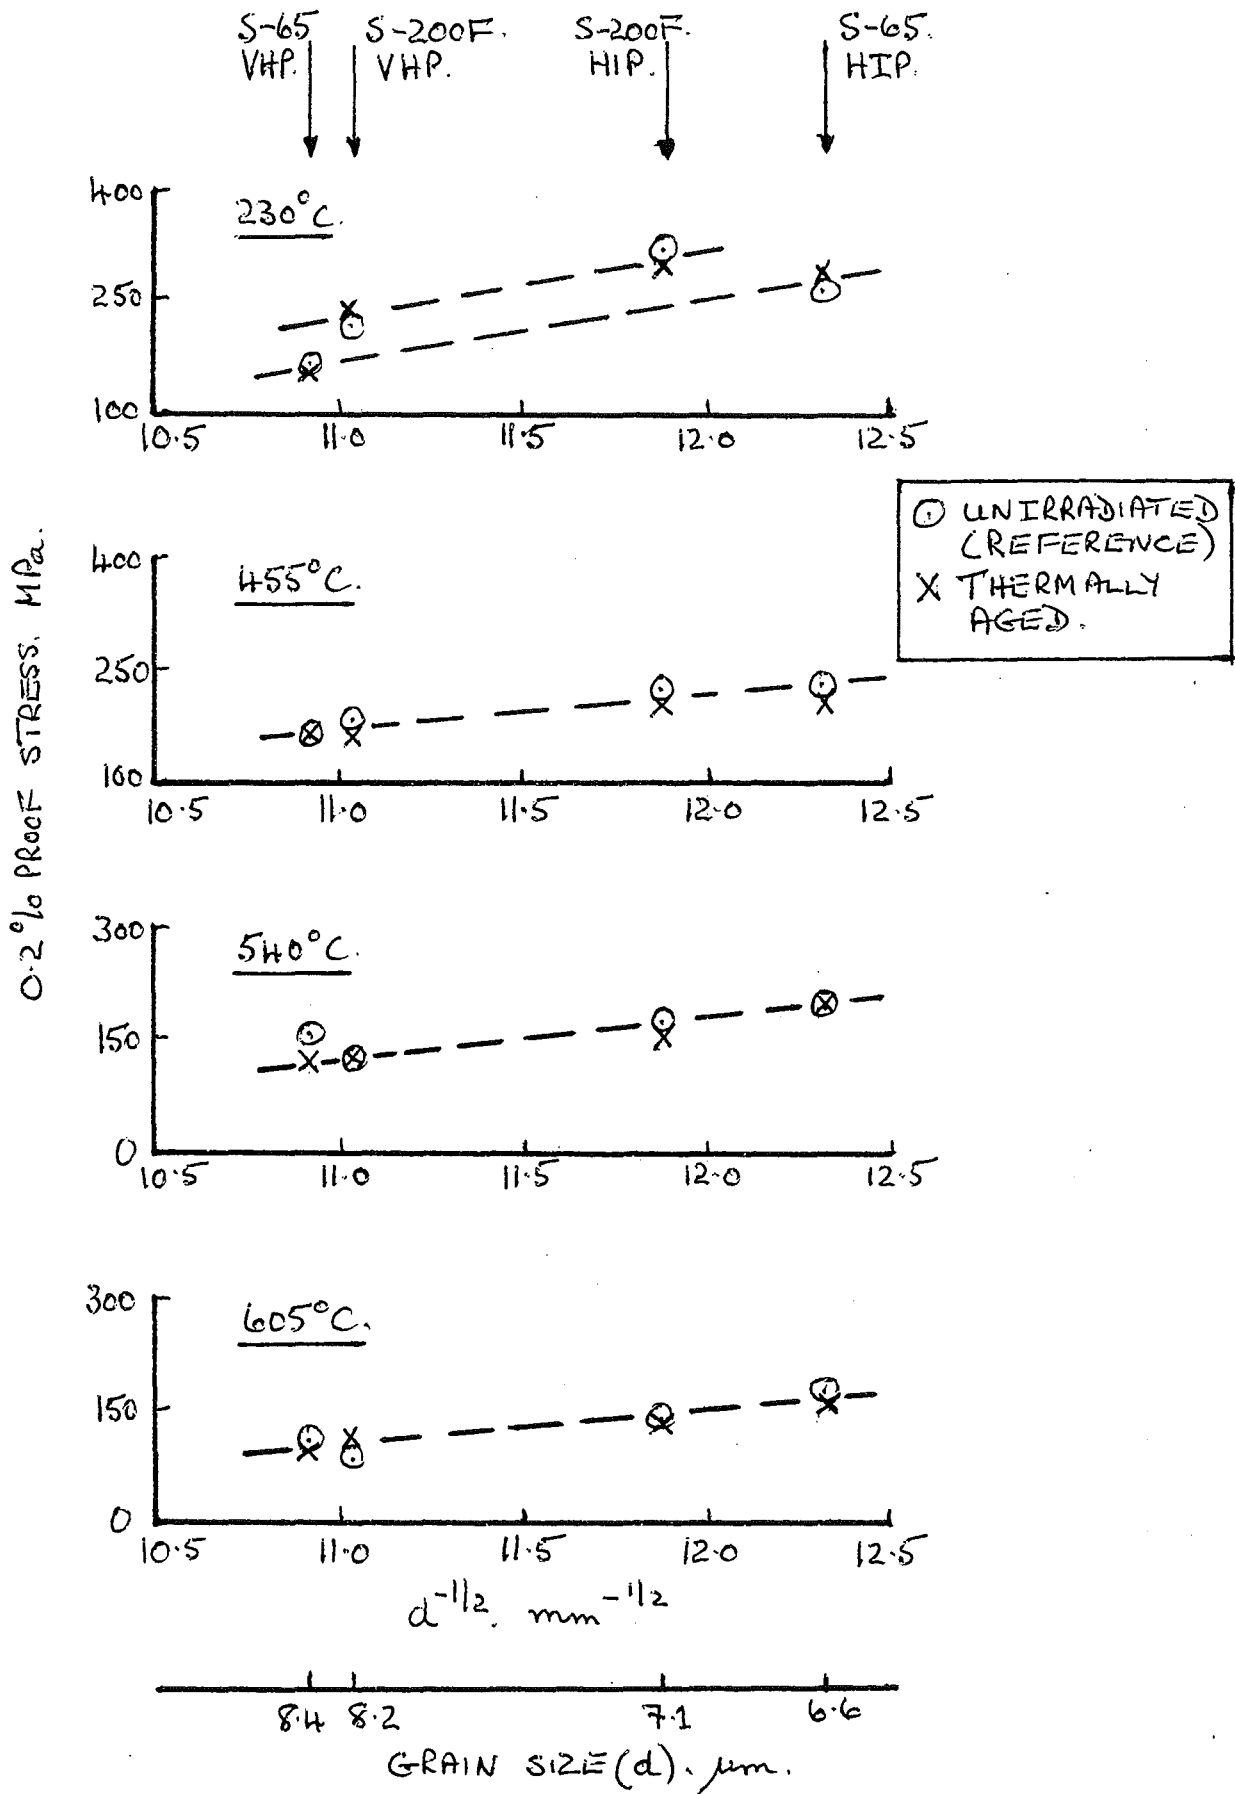 S-65 VHP.
S-200F. VHP.
S-200F. HIP.
S-65. HIP.
0.2% PROOF STRESS. MPa.
400
230°C.
250
100
10.5 11.0 11.5 12.0 12.5
UNIRRADIATED
(REFERENCE)
X THERMALLY
AGED.
400
455°C.
250
160
10.5 11.0 11.5 12.0 12.5
300
540°C.
150
0
10.5 11.0 11.5 12.0 12.5
300
605°C.
150
0
10.5 11.0 11.5 12.0 12.5
d^-1/2. mm^-1/2
8.4 8.2 7.1 6.6
GRAIN SIZE (d). μm.